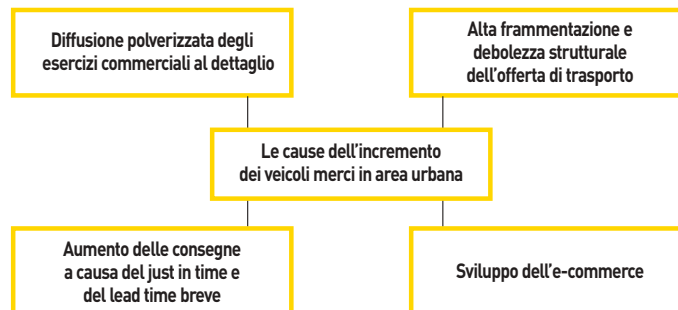 Diffusione polverizzata degli
esercizi commerciali al dettaglio
Alta frammentazione e
debolezza strutturale
dell'offerta di trasporto
Le cause dell'incremento
dei veicoli merci in area urbana
Aumento delle consegne
a causa del just in time e
del lead time breve
Sviluppo dell'e-commerce